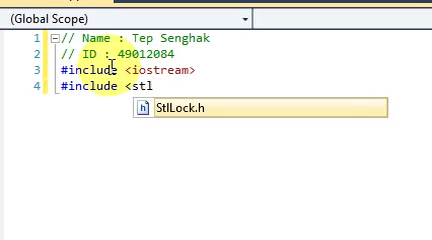 (Global Scope)
1 // Name : Tep Senghak
2 // ID : 49012084
3 #include <iostream>
4 #include <stl
StlLock.h